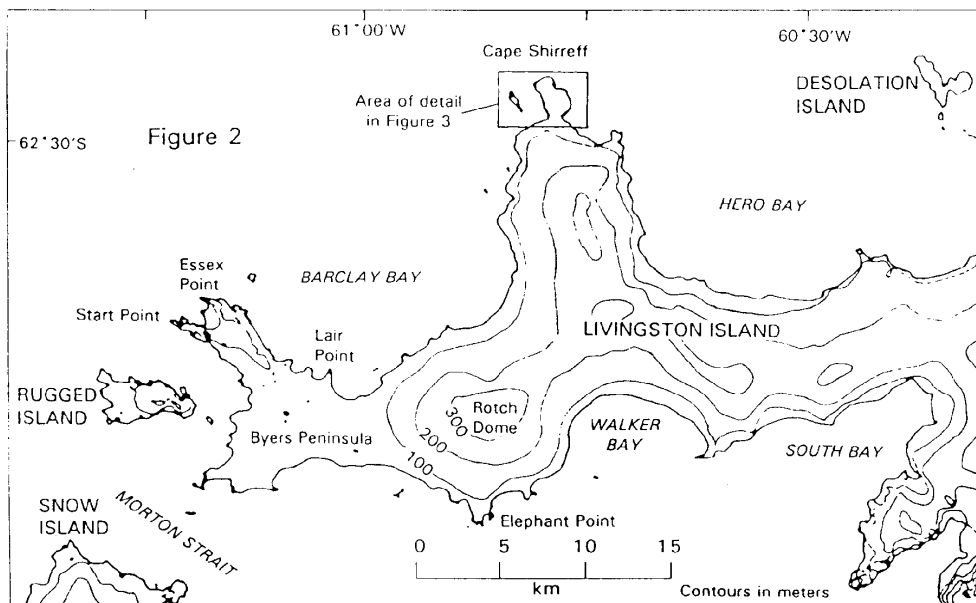 61°00'W
60°30'W
Cape Shirreff
DESOLATION
ISLAND
Area of detail
in Figure 3
62°30'S
Figure 2
HERO BAY
Essex
Point
BARCLAY BAY
Start Point
Lair
Point
LIVINGSTON ISLAND
RUGGED
ISLAND
Rotch
Dome
300
200
100
Byers Peninsula
WALKER
BAY
SOUTH BAY
SNOW
ISLAND
MORTON STRAIT
Elephant Point
0 5 10 15
km
Contours in meters